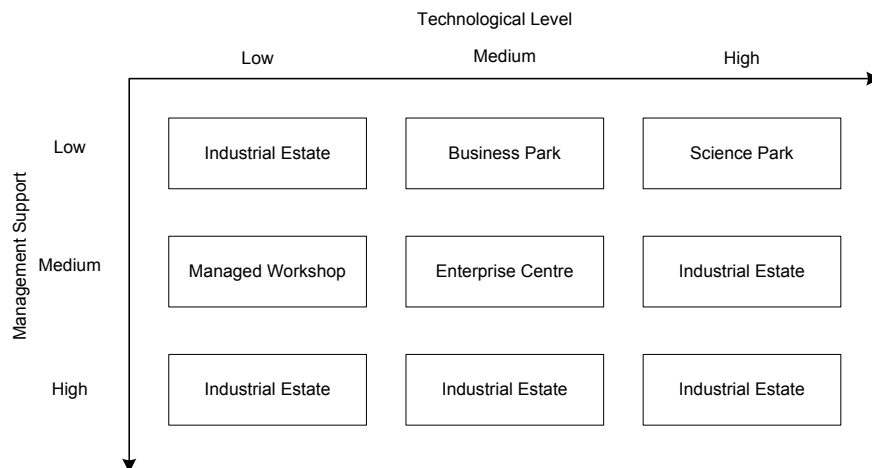 Technological Level
Low Medium High
Low Industrial Estate Business Park Science Park
Management Support
Medium Managed Workshop Enterprise Centre Industrial Estate
High Industrial Estate Industrial Estate Industrial Estate